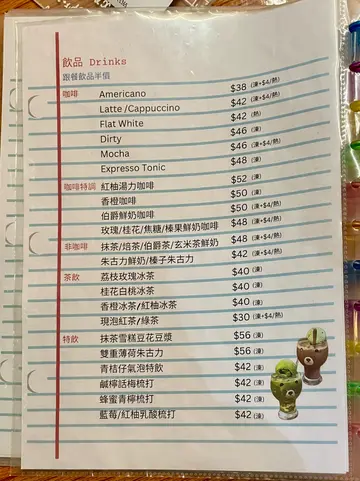 飲品 Drinks
跟餐飲品半價
咖啡 Americano $38 (凍+$4/熱)
Latte /Cappuccino $42 (凍+$4/熱)
Flat White $42 (熱)
Dirty $46 (凍)
Mocha $46 (凍+$4/熱)
Expresso Tonic $48 (凍)
咖啡特調 紅柚湯力咖啡 $52 (凍)
香橙咖啡 $50 (凍)
伯爵鮮奶咖啡 $50 (凍+$4/熱)
玫瑰/桂花/焦糖/榛果鮮奶咖啡 $48 (凍+$4/熱)
非咖啡 抹茶/焙茶/伯爵茶/玄米茶鮮奶 $48 (凍+$4/熱)
朱古力鮮奶/榛子朱古力 $42 (凍+$4/熱)
茶飲 荔枝玫瑰冰茶 $40 (凍)
桂花白桃冰茶 $40 (凍)
香橙冰茶/紅柚冰茶 $40 (凍)
現泡紅茶/綠茶 $30 (凍+$4/熱)
特飲 抹茶雪糕豆花豆漿 $56 (凍)
雙重薄荷朱古力 $56 (凍)
青桔仔氣泡特飲 $42 (凍)
鹹檸話梅梳打 $42 (凍)
蜂蜜青檸梳打 $42 (凍)
藍莓/紅柚乳酸梳打 $42 (凍)